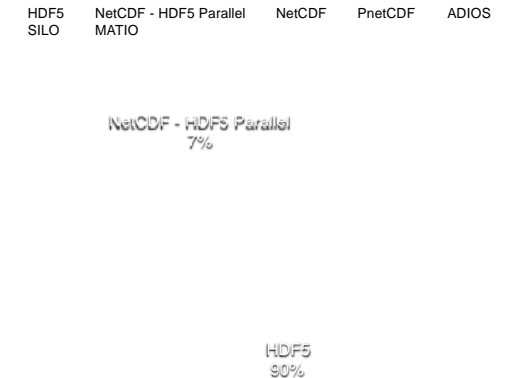 HDF5 NetCDF - HDF5 Parallel NetCDF PnetCDF ADIOS
SILO MATIO
NetCDF - HDF5 Parallel
7%
HDF5
90%